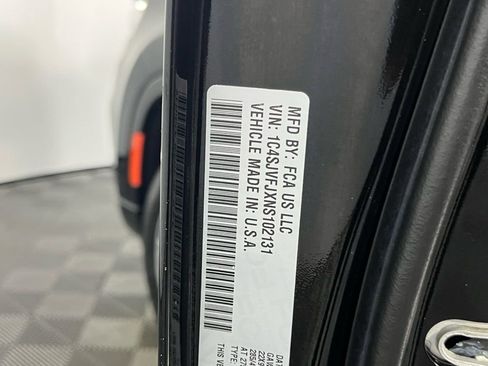 MFD BY: FCA US LLC
VIN: 1C4SJVFJXNS102131
VEHICLE MADE IN: U.S.A.